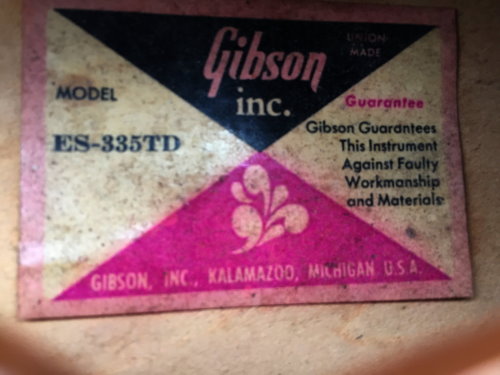 Gibson
inc.
UNION-
MADE
MODEL
ES-335TD
Guarantee
Gibson Guarantees
This Instrument
Against Faulty
Workmanship
and Materials
GIBSON, INC., KALAMAZOO, MICHIGAN, U.S.A.